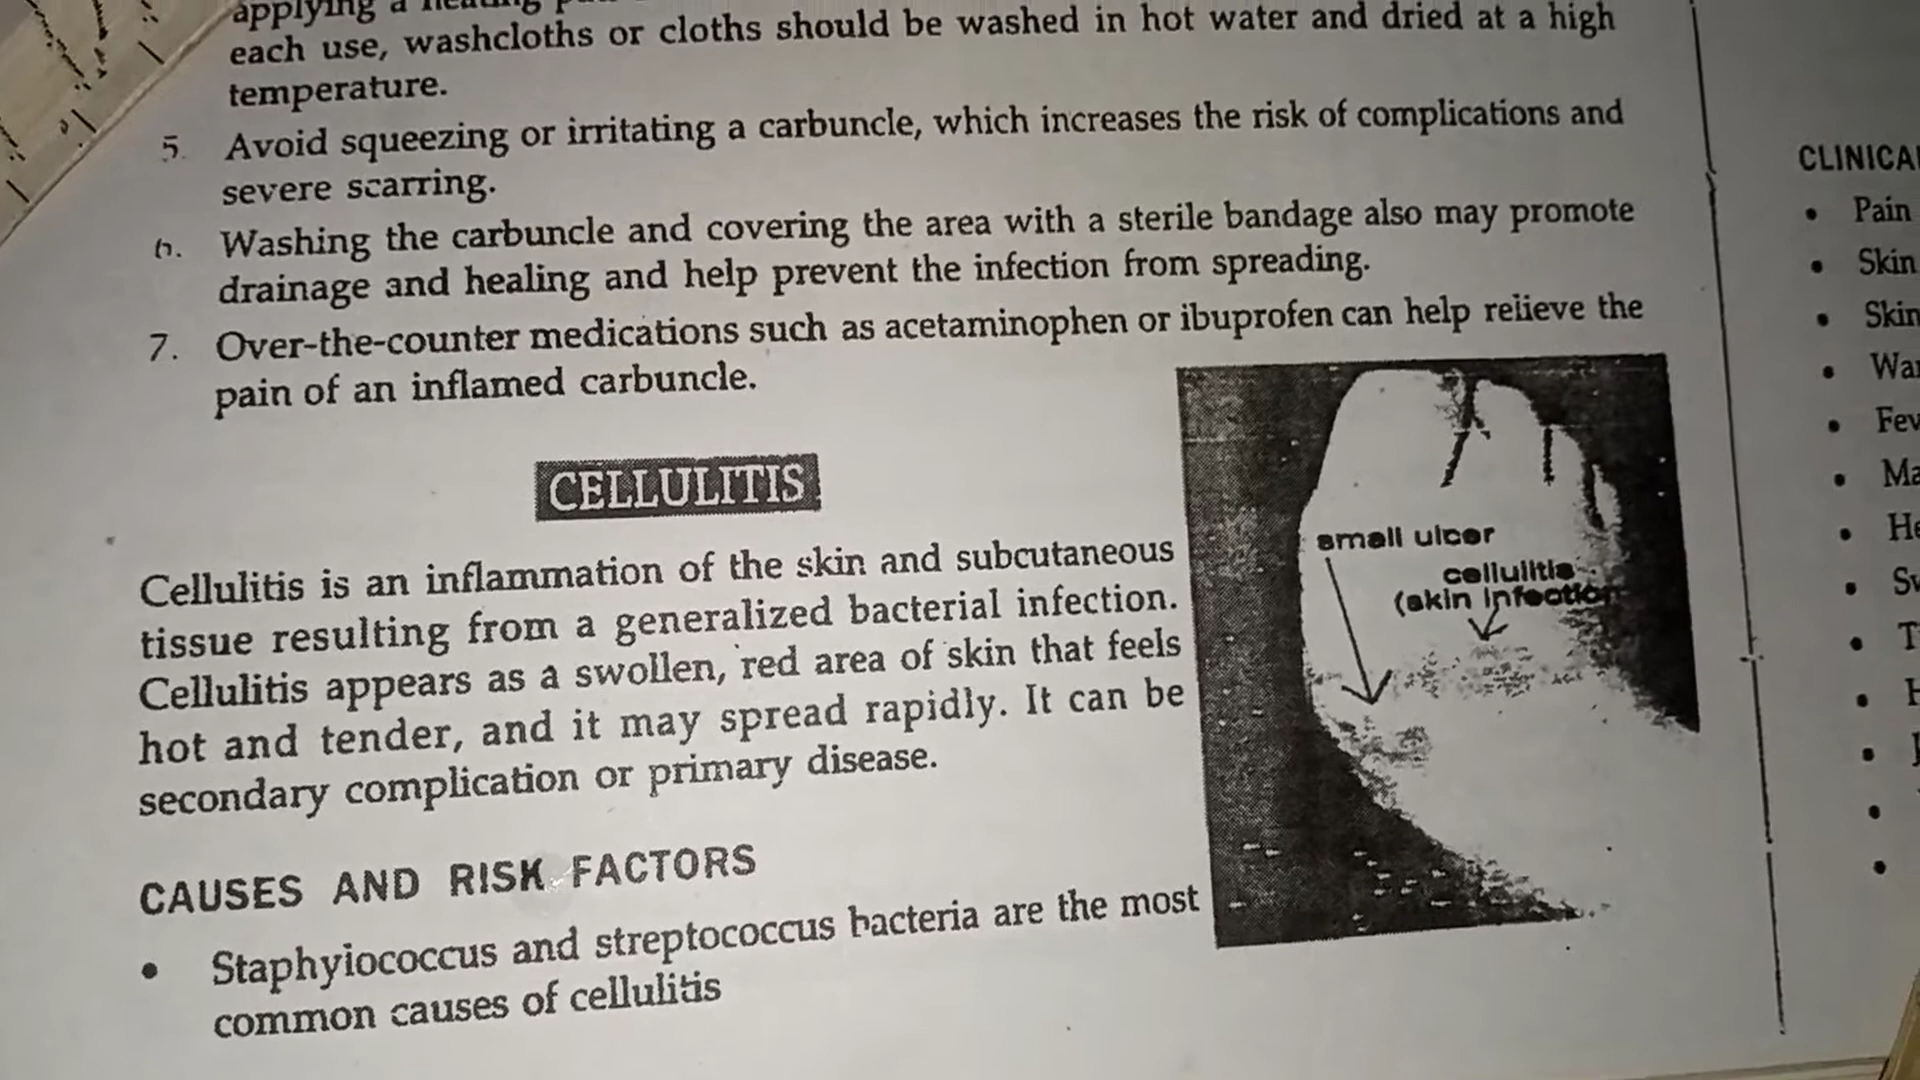 applying a
each use, washcloths or cloths should be washed in hot water and dried at a high
temperature.
5. Avoid squeezing or irritating a carbuncle, which increases the risk of complications and
severe scarring.
6. Washing the carbuncle and covering the area with a sterile bandage also may promote
drainage and healing and help prevent the infection from spreading.
7. Over-the-counter medications such as acetaminophen or ibuprofen can help relieve the
pain of an inflamed carbuncle.
CELLULITIS
Cellulitis is an inflammation of the skin and subcutaneous
tissue resulting from a generalized bacterial infection.
Cellulitis appears as a swollen, red area of skin that feels
hot and tender, and it may spread rapidly. It can be
secondary complication or primary disease.
small ulcer
cellulitis
(skin infection
CAUSES AND RISK FACTORS
• Staphyiococcus and streptococcus bacteria are the most
common causes of cellulitis
CLINICA
• Pain
• Skin
• Skin
• War
• Fev
• Ma
• He
• Sw
• T
• H
• J